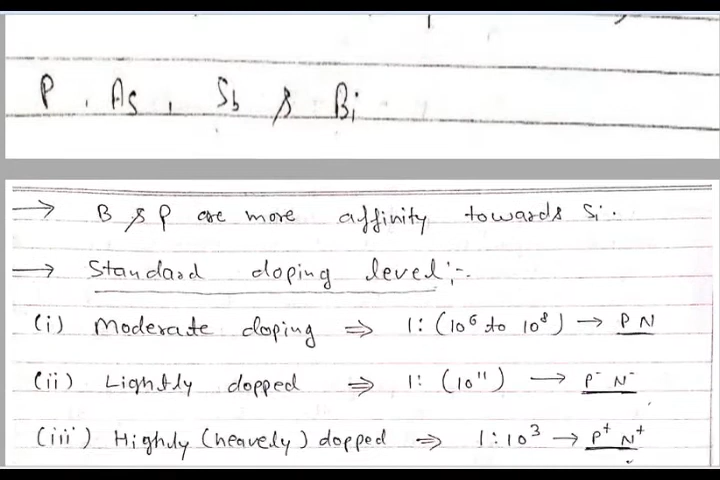 P , As , Sb & Bi
→ B & P are more affinity towards Si.
→ Standard doping level:-
(i) Moderate doping ⇒ 1: (10⁶ to 10⁸) → P N
(ii) Lightly dopped ⇒ 1: (10¹¹) → P⁻ N⁻
(iii) Highly (heavely) dopped ⇒ 1:10³ → P⁺ N⁺